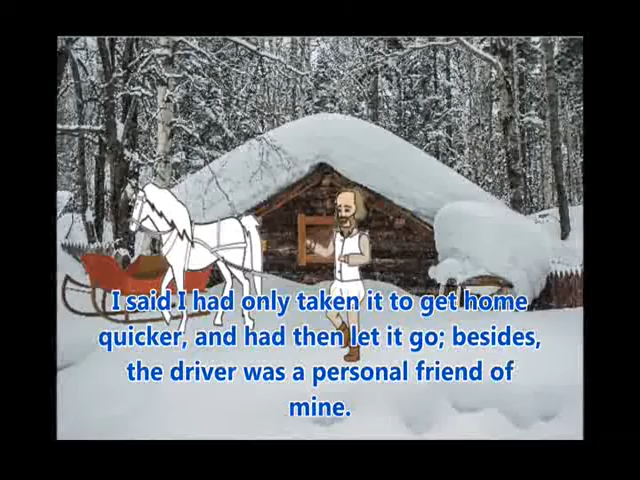 I said I had only taken it to get home
quicker, and had then let it go; besides,
the driver was a personal friend of
mine.